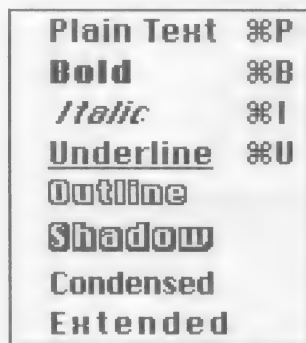 Plain Text ⌘P
Bold ⌘B
Italic ⌘I
Underline ⌘U
Outline
Shadow
Condensed
Extended